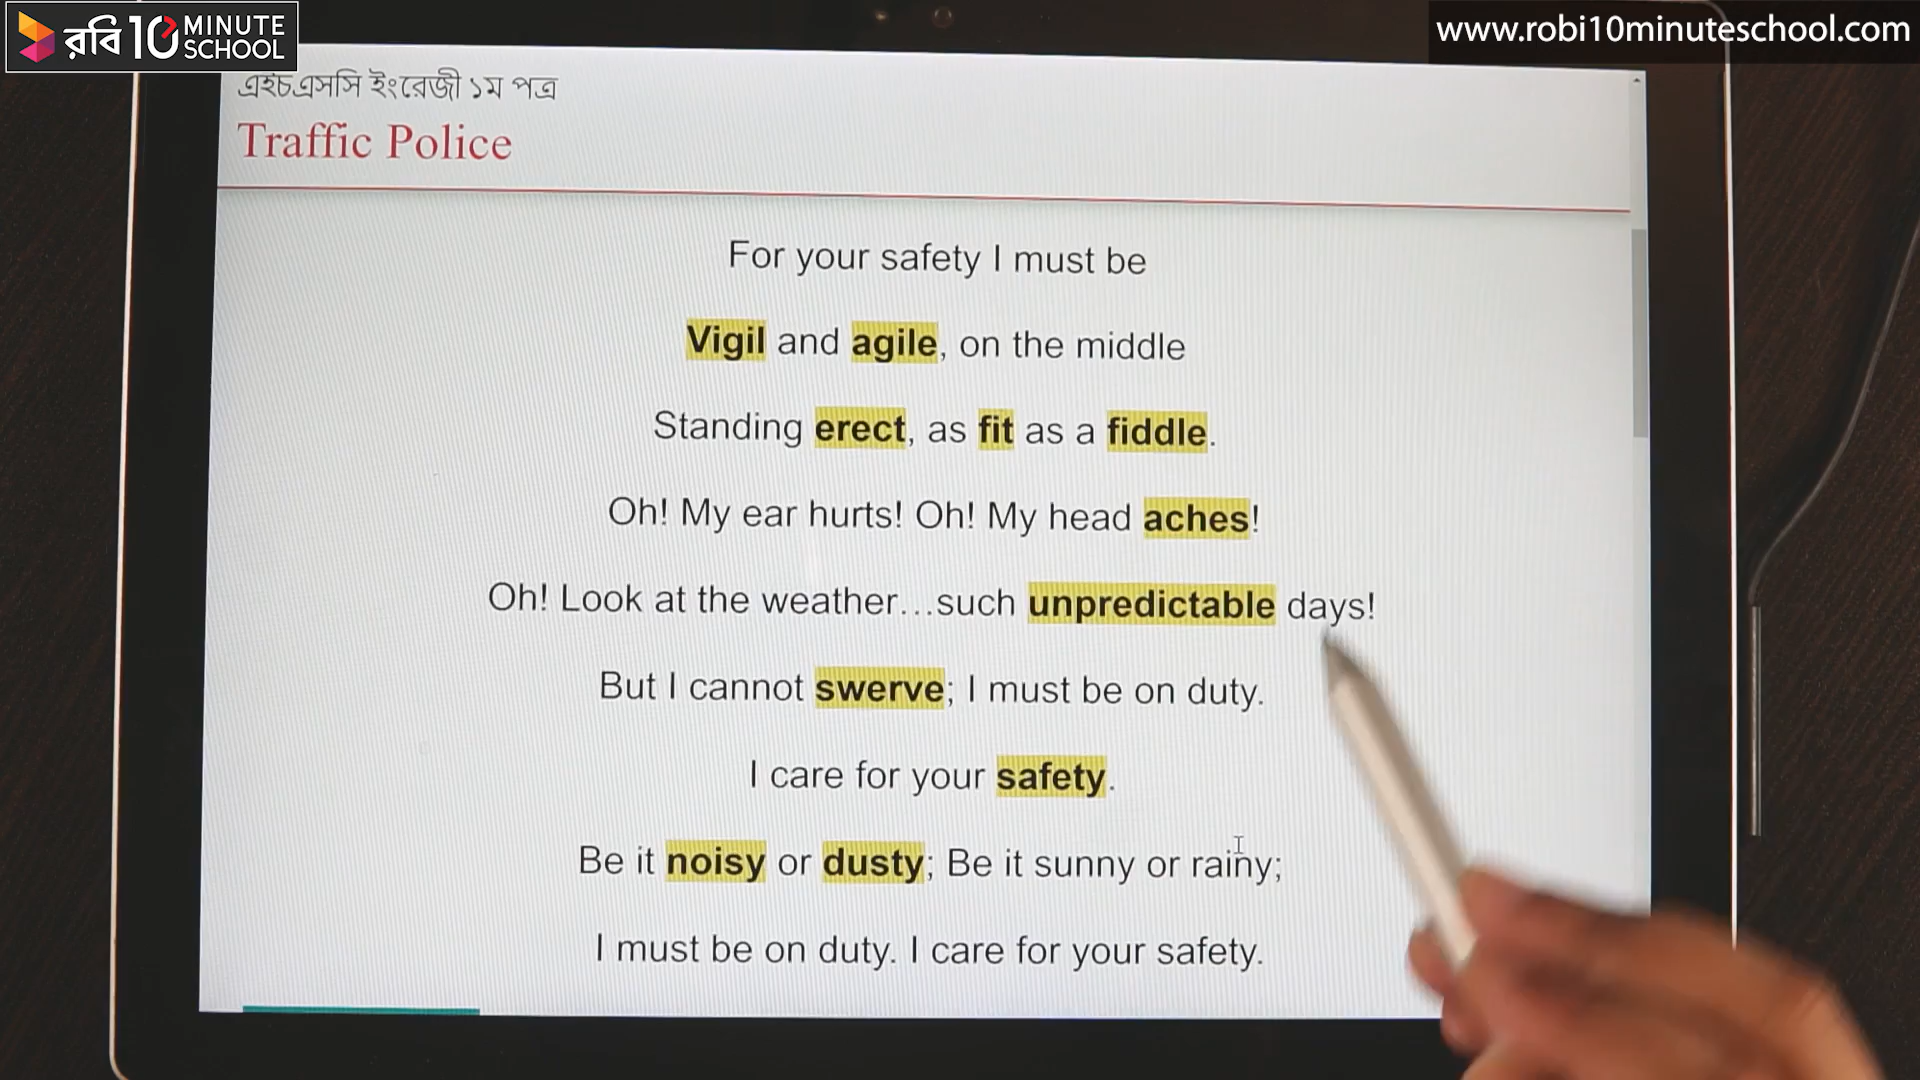 রবি 10 MINUTE SCHOOL
www.robi10minuteschool.com
এইচএসসি ইংরেজী ১ম পত্র
Traffic Police
For your safety I must be
Vigil and agile, on the middle
Standing erect, as fit as a fiddle.
Oh! My ear hurts! Oh! My head aches!
Oh! Look at the weather...such unpredictable days!
But I cannot swerve; I must be on duty.
I care for your safety.
Be it noisy or dusty; Be it sunny or rainy;
I must be on duty. I care for your safety.